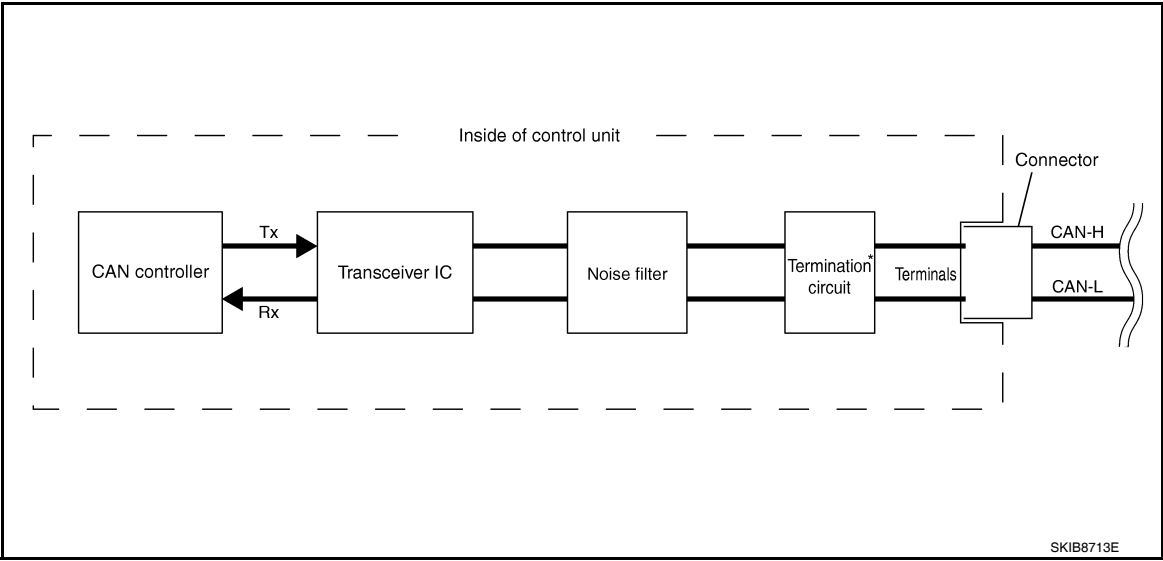 Inside of control unit
Connector
Tx
CAN-H
CAN controller
Transceiver IC
Noise filter
Termination*
circuit
Terminals
CAN-L
Rx
SKIB8713E